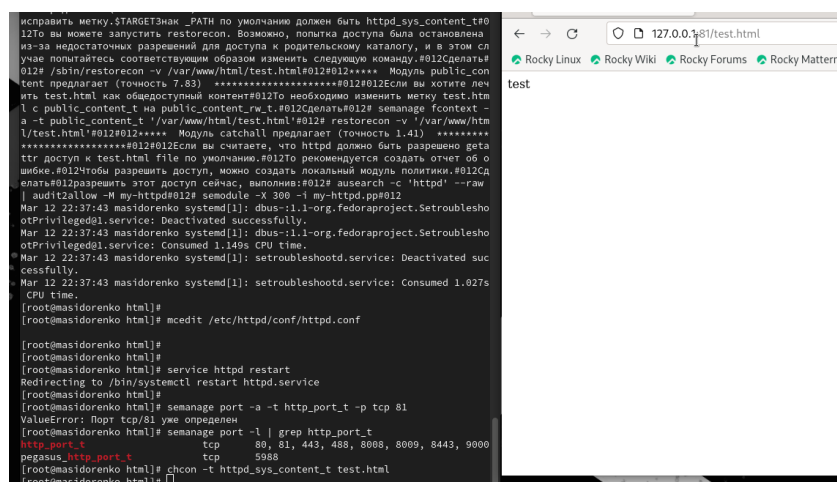 исправить метку.$TARGETЗнак _PATH по умолчанию должен быть httpd_sys_content_t#0
12То вы можете запустить restorecon. Возможно, попытка доступа была остановлена
из-за недостаточных разрешений для доступа к родительскому каталогу, и в этом сл
учае попытайтесь соответствующим образом изменить следующую команду.#012Сделать#
012# /sbin/restorecon -v /var/www/html/test.html#012#012***** Модуль public_con
tent предлагает (точность 7.83) ********************#012#012Если вы хотите леч
ить test.html как общедоступный контент#012То необходимо изменить метку test.htm
l с public_content_t на public_content_rw_t.#012Сделать#012# semanage fcontext -
a -t public_content_t '/var/www/html/test.html'#012# restorecon -v '/var/www/htm
l/test.html'#012#012***** Модуль catchall предлагает (точность 1.41) *********
*****************#012#012Если вы считаете, что httpd должно быть разрешено geta
ttr доступ к test.html file по умолчанию.#012То рекомендуется создать отчет об о
шибке.#012Чтобы разрешить доступ, можно создать локальный модуль политики.#012Сд
елать#012разрешить этот доступ сейчас, выполнив:#012# ausearch -c 'httpd' --raw
| audit2allow -M my-httpd#012# semodule -X 300 -i my-httpd.pp#012
Mar 12 22:37:43 masidorenko systemd[1]: dbus-:1.1-org.fedoraproject.Setroublesho
otPrivileged@1.service: Deactivated successfully.
Mar 12 22:37:43 masidorenko systemd[1]: dbus-:1.1-org.fedoraproject.Setroublesho
otPrivileged@1.service: Consumed 1.149s CPU time.
Mar 12 22:37:43 masidorenko systemd[1]: setroubleshootd.service: Deactivated suc
cessfully.
Mar 12 22:37:43 masidorenko systemd[1]: setroubleshootd.service: Consumed 1.027s
CPU time.
[root@masidorenko html]#
[root@masidorenko html]# mcedit /etc/httpd/conf/httpd.conf
[root@masidorenko html]#
[root@masidorenko html]#
[root@masidorenko html]# service httpd restart
Redirecting to /bin/systemctl restart httpd.service
[root@masidorenko html]# semanage port -a -t http_port_t -p tcp 81
ValueError: Порт tcp/81 уже определен
[root@masidorenko html]# semanage port -l | grep http_port_t
http_port_t tcp 80, 81, 443, 488, 8008, 8009, 8443, 9000
pegasus_http_port_t tcp 5988
[root@masidorenko html]# chcon -t httpd_sys_content_t test.html
[root@masidorenko html]#
127.0.0.1:81/test.html
Rocky Linux Rocky Wiki Rocky Forums Rocky Mattern
test